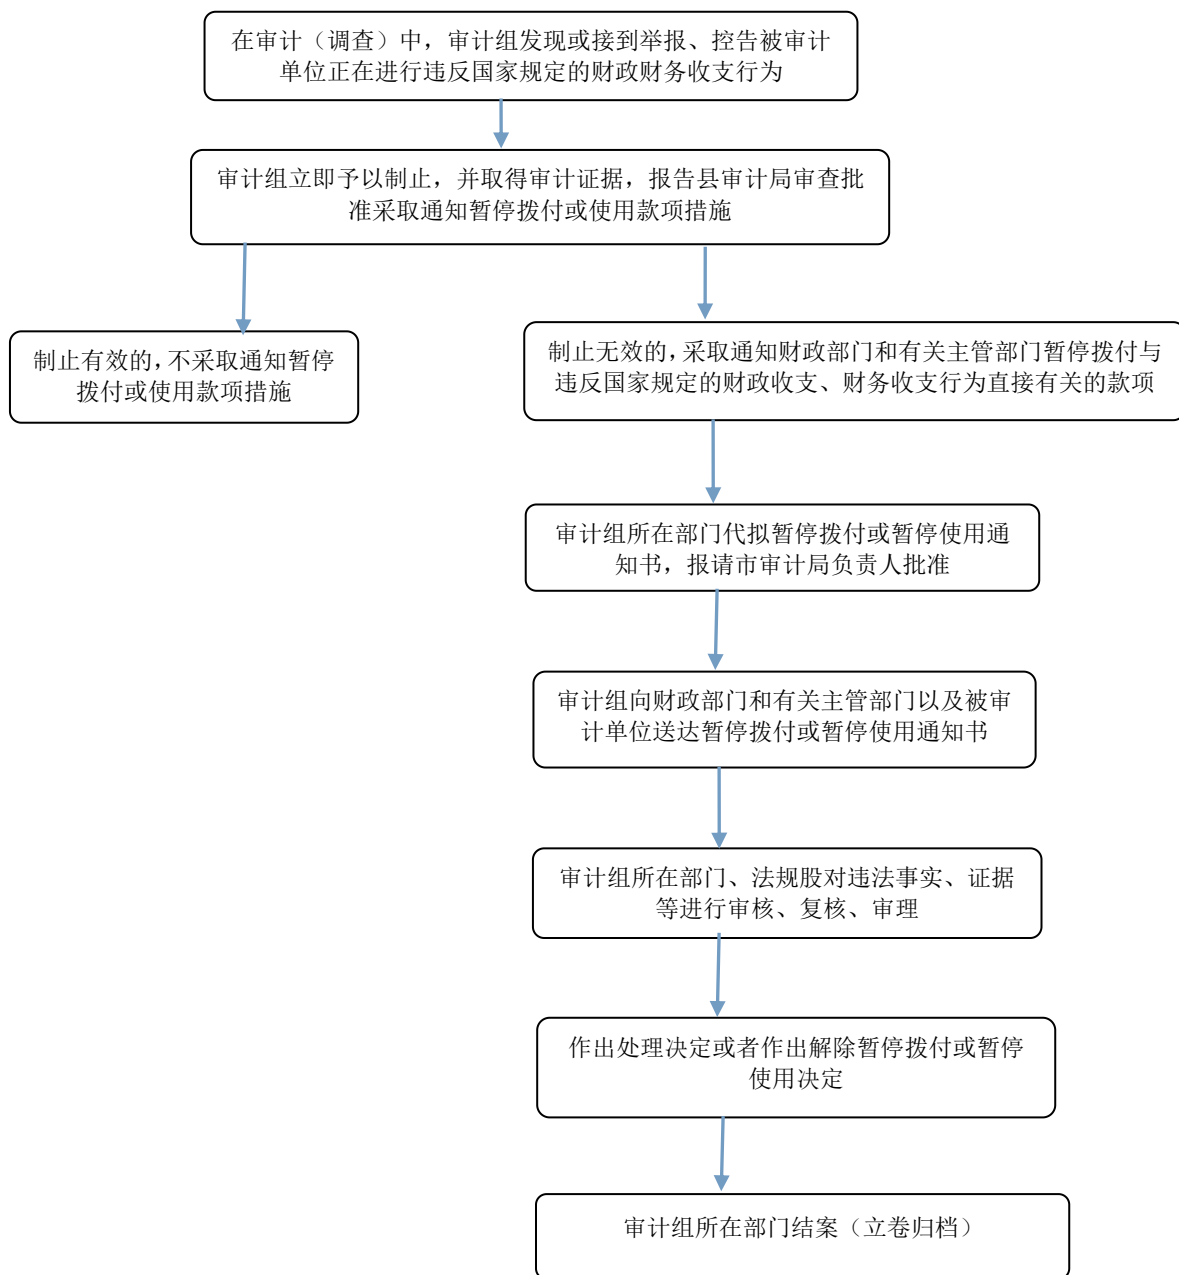 在审计（调查）中，审计组发现或接到举报、控告被审计
单位正在进行违反国家规定的财政财务收支行为
审计组立即予以制止，并取得审计证据，报告县审计局审查批
准采取通知暂停拨付或使用款项措施
制止有效的，不采取通知暂停
拨付或使用款项措施
制止无效的，采取通知财政部门和有关主管部门暂停拨付与
违反国家规定的财政收支、财务收支行为直接有关的款项
审计组所在部门代拟暂停拨付或暂停使用通
知书，报请市审计局负责人批准
审计组向财政部门和有关主管部门以及被审
计单位送达暂停拨付或暂停使用通知书
审计组所在部门、法规股对违法事实、证据
等进行审核、复核、审理
作出处理决定或者作出解除暂停拨付或暂停
使用决定
审计组所在部门结案（立卷归档）